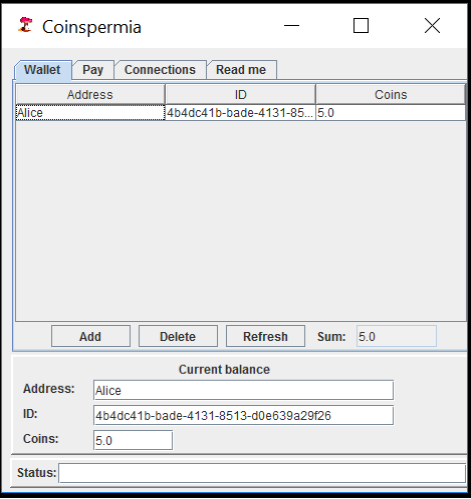 Coinspermia
Wallet Pay Connections Read me
Address ID Coins
Alice 4b4dc41b-bade-4131-85... 5.0
Add Delete Refresh Sum: 5.0
Current balance
Address: Alice
ID: 4b4dc41b-bade-4131-8513-d0e639a29f26
Coins: 5.0
Status: